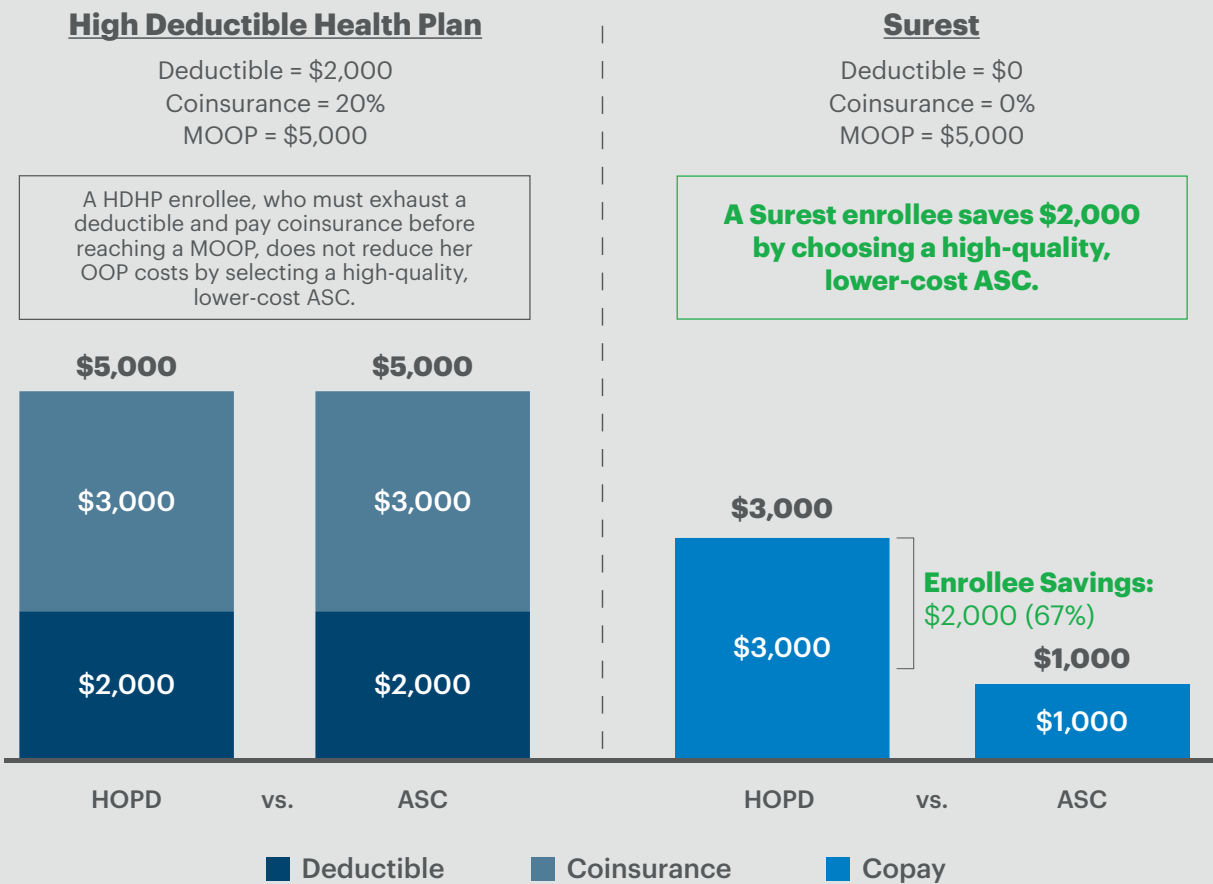 High Deductible Health Plan
Deductible = $2,000
Coinsurance = 20%
MOOP = $5,000
A HDHP enrollee, who must exhaust a
deductible and pay coinsurance before
reaching a MOOP, does not reduce her
OOP costs by selecting a high-quality,
lower-cost ASC.
$5,000
$5,000
$3,000
$3,000
$2,000
$2,000
HOPD
vs.
ASC
Surest
Deductible = $0
Coinsurance = 0%
MOOP = $5,000
A Surest enrollee saves $2,000
by choosing a high-quality,
lower-cost ASC.
$3,000
$3,000
Enrollee Savings:
$2,000 (67%)
$1,000
$1,000
HOPD
vs.
ASC
Deductible
Coinsurance
Copay